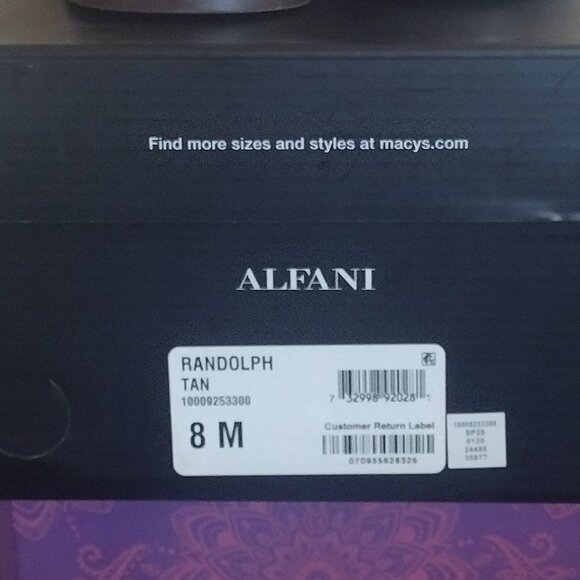 Find more sizes and styles at macys.com
ALFANI
RANDOLPH
TAN
10009253300
8 M
7 32998 92028 1
Customer Return Label
070955628326
10009253300
SP20
0120
24400
35877